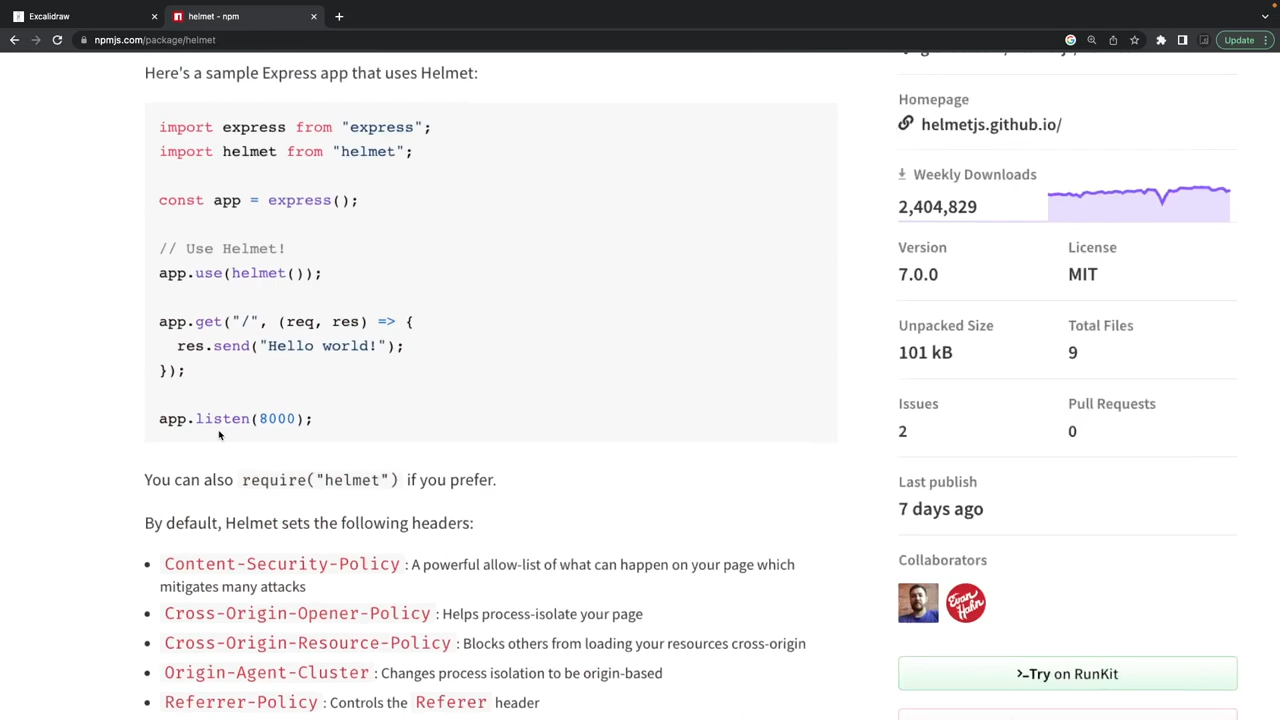 Excalidraw
helmet - npm
npmjs.com/package/helmet
Update
Here's a sample Express app that uses Helmet:
import express from "express";
import helmet from "helmet";
const app = express();
// Use Helmet!
app.use(helmet());
app.get("/", (req, res) => {
res.send("Hello world!");
});
app.listen(8000);
You can also require("helmet") if you prefer.
By default, Helmet sets the following headers:
• Content-Security-Policy : A powerful allow-list of what can happen on your page which
mitigates many attacks
• Cross-Origin-Opener-Policy : Helps process-isolate your page
• Cross-Origin-Resource-Policy : Blocks others from loading your resources cross-origin
• Origin-Agent-Cluster : Changes process isolation to be origin-based
• Referrer-Policy : Controls the Referer header
Homepage
helmetjs.github.io/
Weekly Downloads
2,404,829
Version
License
7.0.0
MIT
Unpacked Size
Total Files
101 kB
9
Issues
Pull Requests
2
0
Last publish
7 days ago
Collaborators
Evan Hahn
>-Try on RunKit